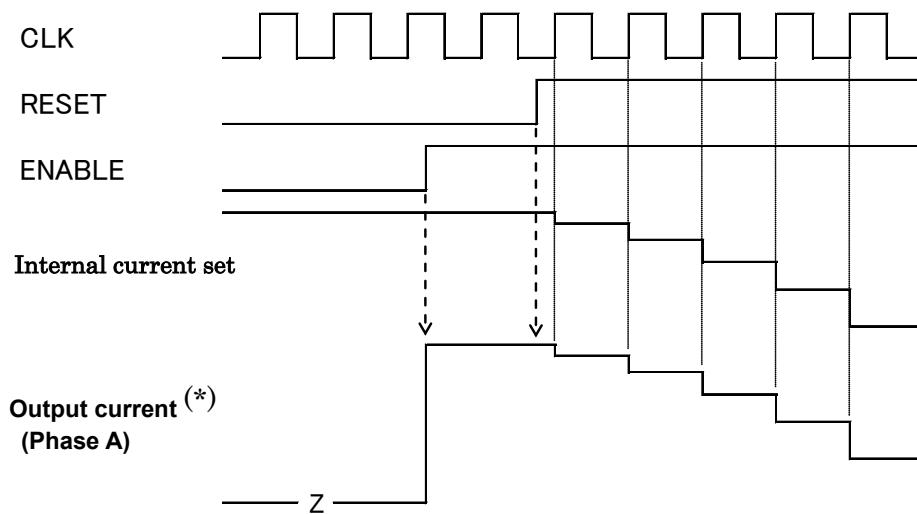 CLK
RESET
ENABLE
Internal current set
Output current (*)
(Phase A)
Z